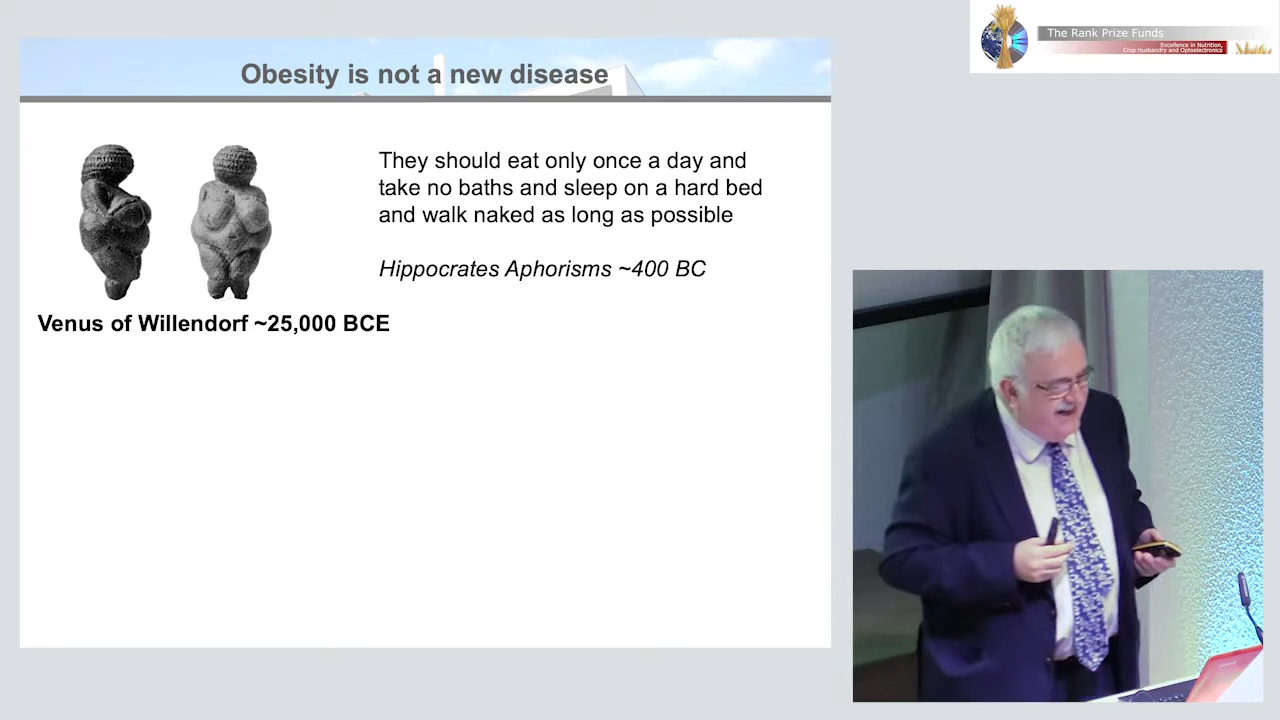 The Rank Prize Funds
Excellence in Nutrition,
Crop Husbandry and Optoelectronics
Obesity is not a new disease
They should eat only once a day and
take no baths and sleep on a hard bed
and walk naked as long as possible
Hippocrates Aphorisms ~400 BC
Venus of Willendorf ~25,000 BCE